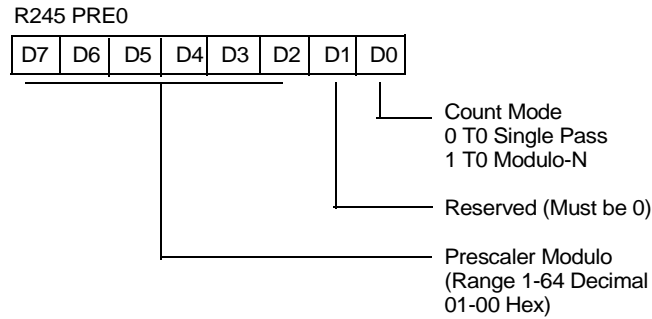 R245 PRE0
D7 D6 D5 D4 D3 D2 D1 D0
Count Mode
0 T0 Single Pass
1 T0 Modulo-N
Reserved (Must be 0)
Prescaler Modulo
(Range 1-64 Decimal
01-00 Hex)